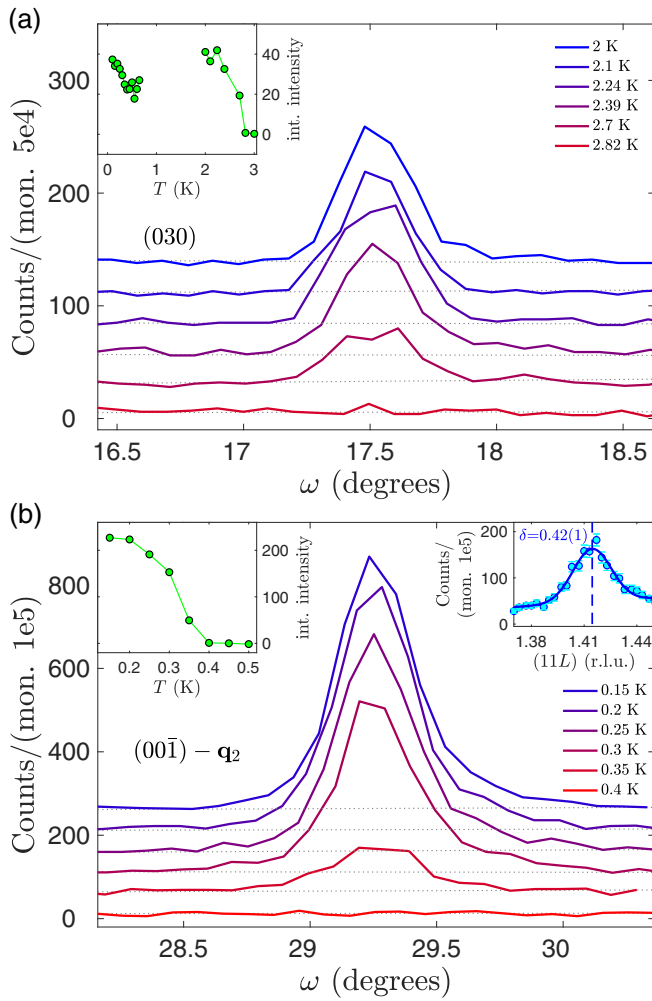 (a)
300
200
100
0
Counts/(mon. 5e4)
40
20
0
int. intensity
0 1 2 3
T (K)
2 K
2.1 K
2.24 K
2.39 K
2.7 K
2.82 K
(030)
16.5 17 17.5 18 18.5
ω (degrees)
(b)
800
600
400
200
0
Counts/(mon. 1e5)
200
100
0
int. intensity
0.2 0.3 0.4 0.5
T (K)
δ=0.42(1)
200
100
0
Counts/
(mon. 1e5)
1.38 1.41 1.44
(11L) (r.l.u.)
0.15 K
0.2 K
0.25 K
0.3 K
0.35 K
0.4 K
(001̄) − q₂
28.5 29 29.5 30
ω (degrees)